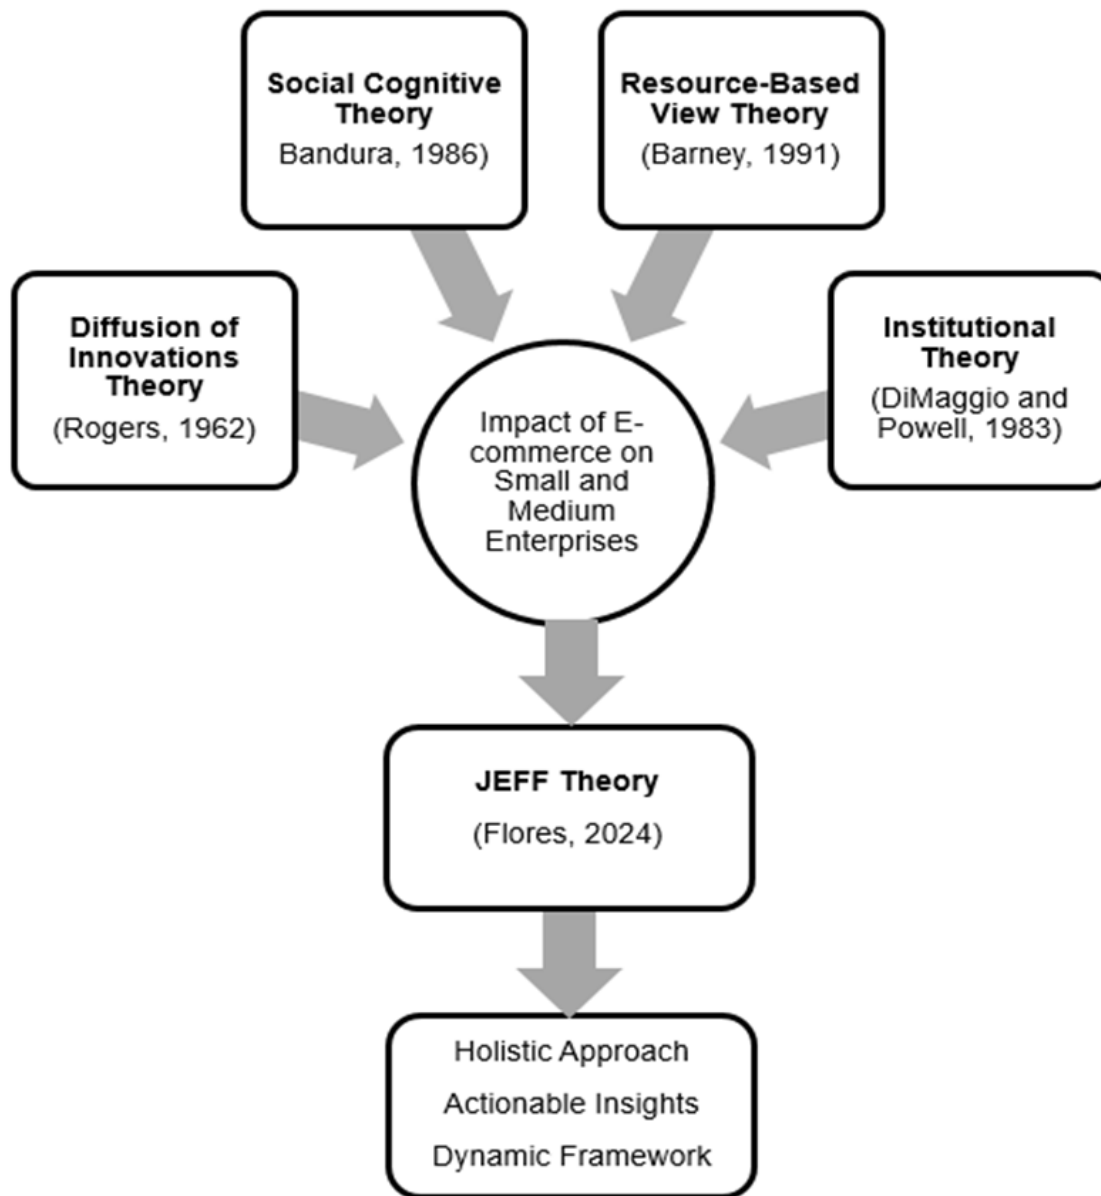 Social Cognitive
Theory
Bandura, 1986)
Resource-Based
View Theory
(Barney, 1991)
Diffusion of
Innovations
Theory
(Rogers, 1962)
Institutional
Theory
(DiMaggio and
Powell, 1983)
Impact of E-
commerce on
Small and
Medium
Enterprises
JEFF Theory
(Flores, 2024)
Holistic Approach
Actionable Insights
Dynamic Framework